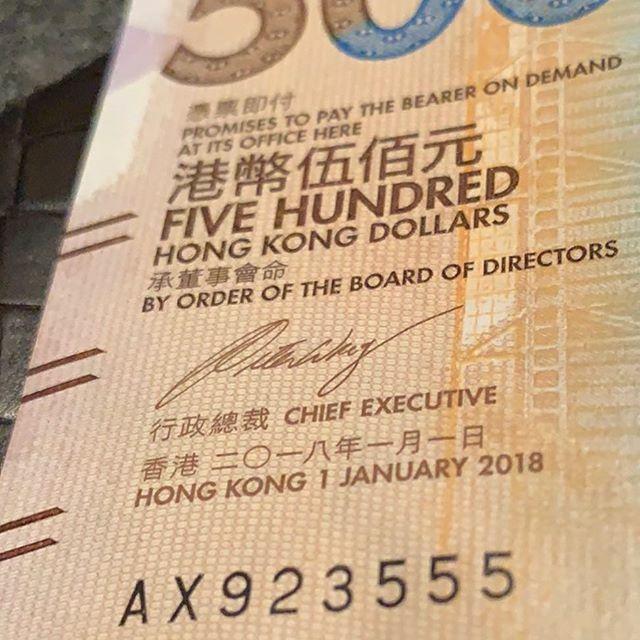 500
憑票即付
PROMISES TO PAY THE BEARER ON DEMAND
AT ITS OFFICE HERE
港幣伍佰元
FIVE HUNDRED
HONG KONG DOLLARS
承董事會命
BY ORDER OF THE BOARD OF DIRECTORS
行政總裁 CHIEF EXECUTIVE
香港 二〇一八年一月一日
HONG KONG 1 JANUARY 2018
AX923555